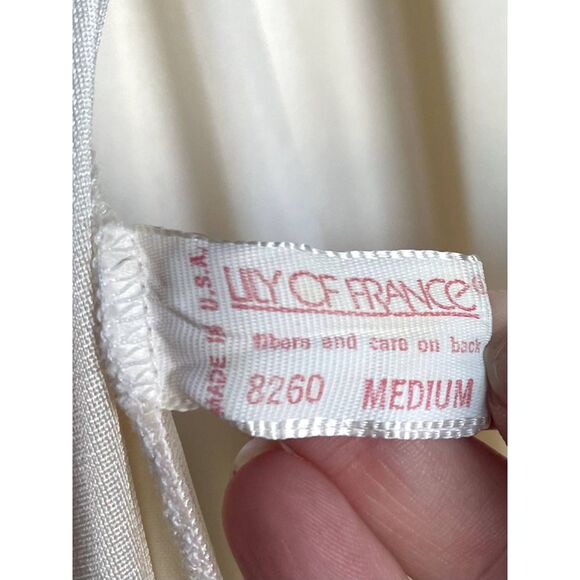 MADE IN U.S.A.
LILY OF FRANCE®
fibers and care on back
8260 MEDIUM